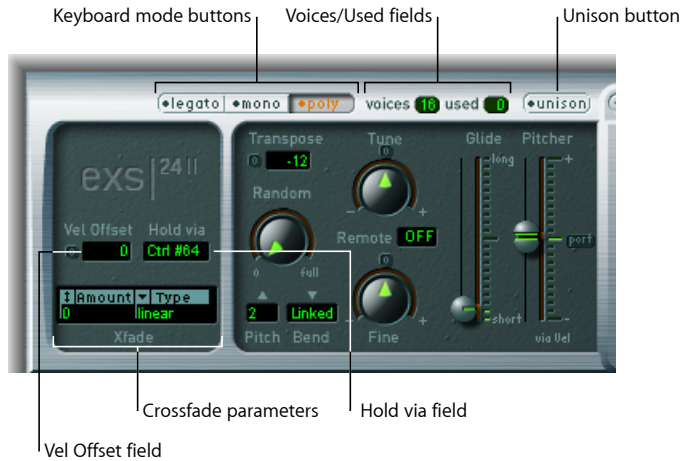 Keyboard mode buttons
Voices/Used fields
Unison button
legato mono poly
voices 16 used 0
unison
exs 24 II
Transpose
0 -12
Tune
0
Glide
Pitcher
long
+
Random
Vel Offset
Hold via
- +
0 0
Ctrl #64
Remote OFF
port
0 full
0
Amount Type
0 linear
2
Linked
- +
short
-
Xfade
Pitch Bend
Fine
via Vel
Crossfade parameters
Hold via field
Vel Offset field